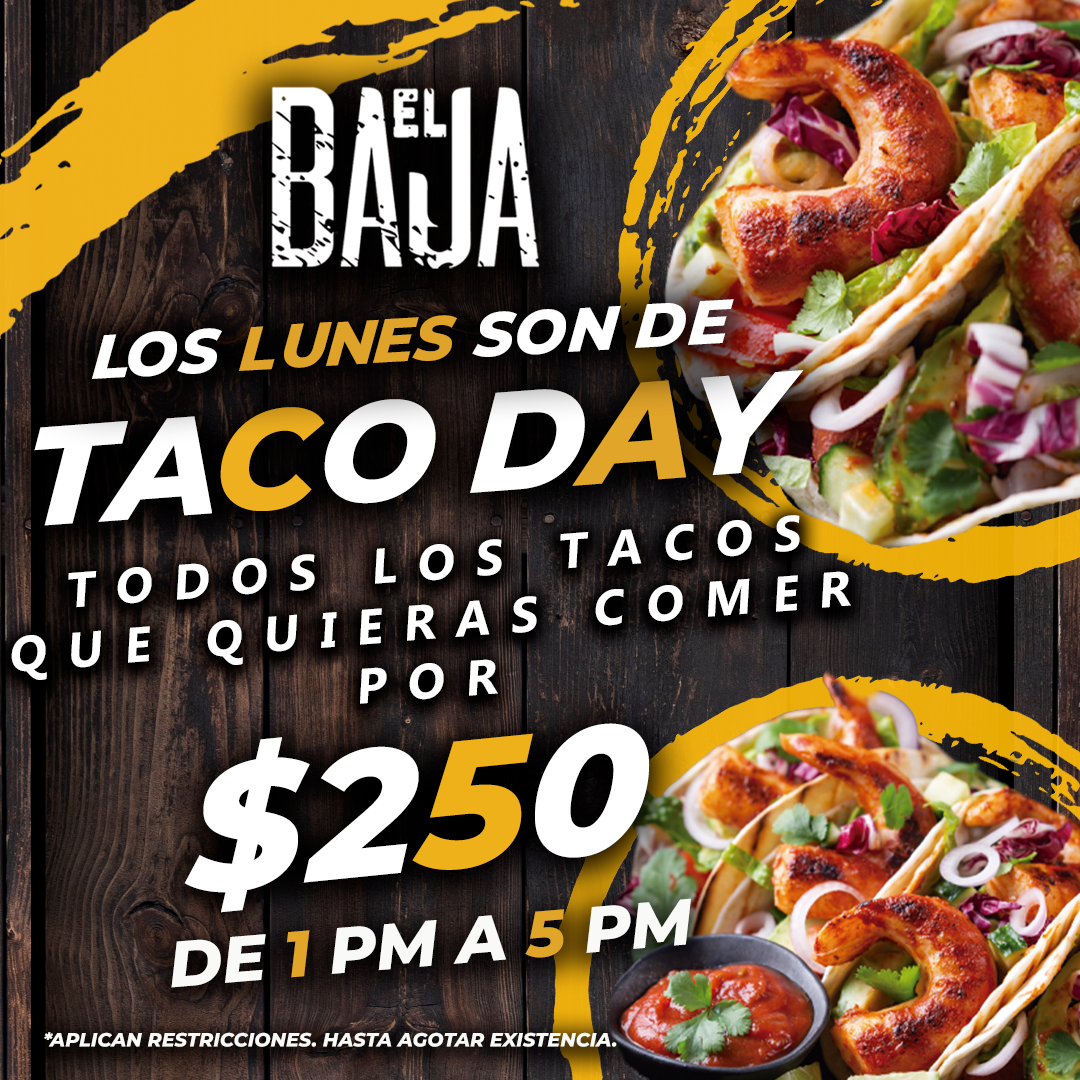 EL
BAJA
LOS LUNES SON DE
TACO DAY
TODOS LOS TACOS
QUE QUIERAS COMER
POR
$250
DE 1 PM A 5 PM
*APLICAN RESTRICCIONES. HASTA AGOTAR EXISTENCIA.